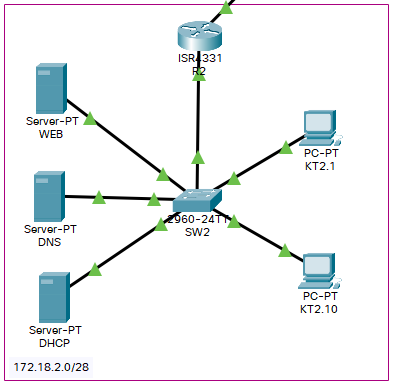 ISR4331
R2
Server-PT
WEB
PC-PT
KT2.1
2960-24TT
SW2
Server-PT
DNS
PC-PT
KT2.10
Server-PT
DHCP
172.18.2.0/28